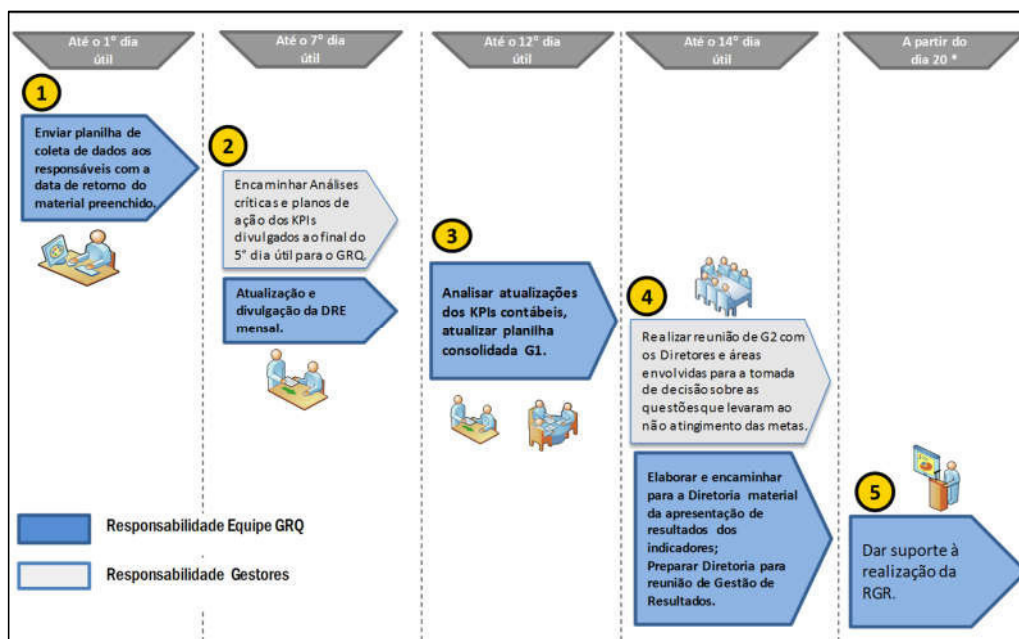 Até o 1° dia
útil
Até o 7° dia
útil
Até o 12° dia
útil
Até o 14° dia
útil
A partir do
dia 20 *
1
Enviar planilha de
coleta de dados aos
responsáveis com a
data de retorno do
material preenchido.
2
Encaminhar Análises
críticas e planos de
ação dos KPIs
divulgados ao final do
5° dia útil para o GRQ.
Atualização e
divulgação da DRE
mensal.
3
Analisar atualizações
dos KPIs contábeis,
atualizar planilha
consolidada G1.
4
Realizar reunião de G2 com
os Diretores e áreas
envolvidas para a tomada
de decisão sobre as
questões que levaram ao
não atingimento das metas.
Elaborar e encaminhar
para a Diretoria material
da apresentação de
resultados dos
indicadores;
Preparar Diretoria para
reunião de Gestão de
Resultados.
5
Dar suporte à
realização da
RGR.
Responsabilidade Equipe GRQ
Responsabilidade Gestores